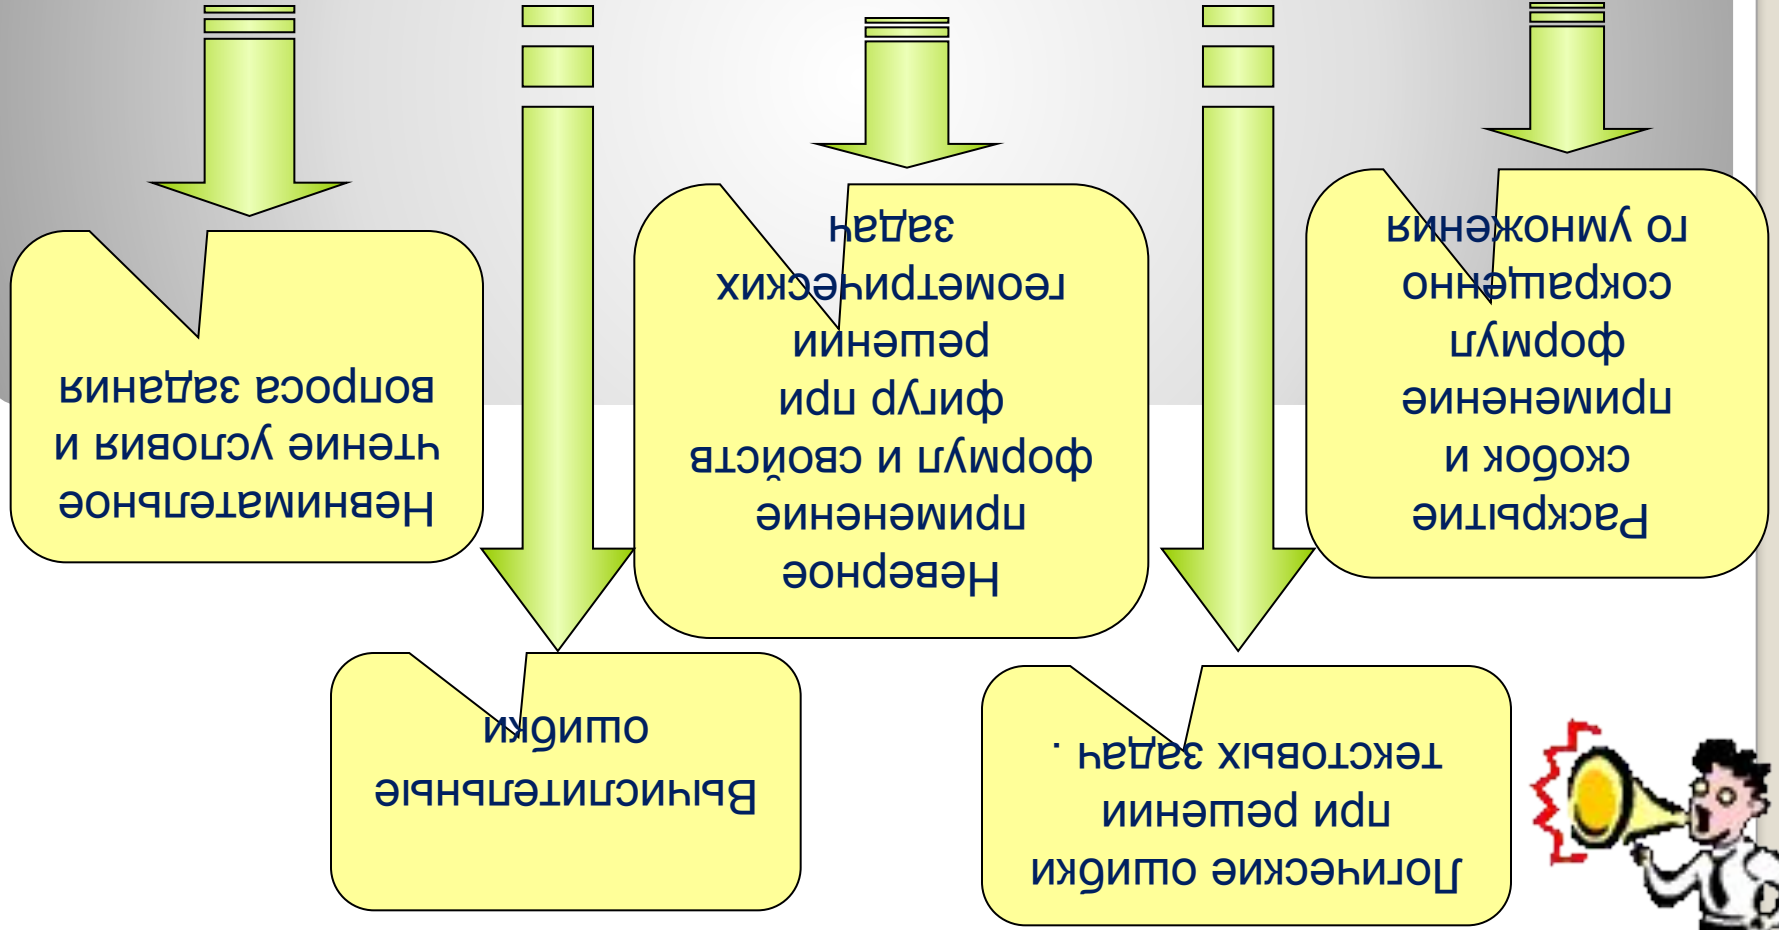 Невнимательное
чтение условия и
вопроса задания
Неверное
применение
формул и свойств
фигур при
решении
геометрических
задач
Раскрытие
скобок и
применение
формул
сокращенно
го умножения
Вычислительные
ошибки
Логические ошибки
при решении
текстовых задач .